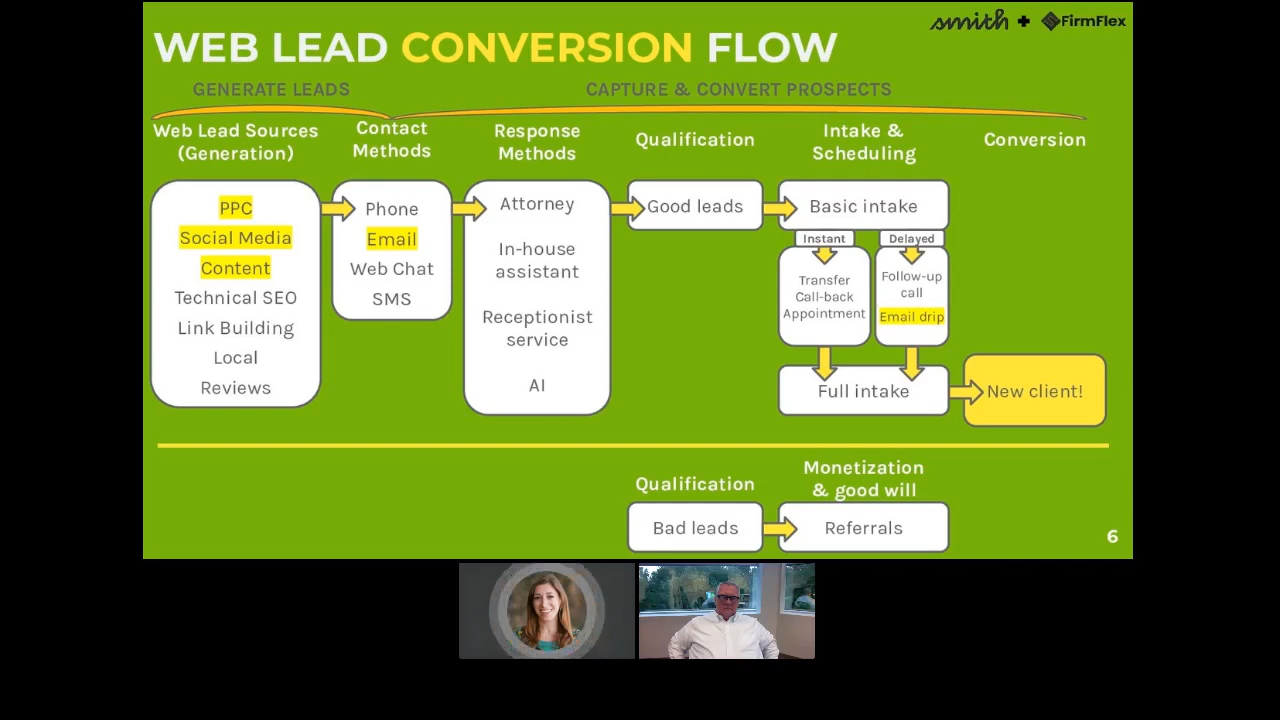 smith + FirmFlex
WEB LEAD CONVERSION FLOW
GENERATE LEADS
CAPTURE & CONVERT PROSPECTS
Web Lead Sources
(Generation)
PPC
Social Media
Content
Technical SEO
Link Building
Local
Reviews
Contact
Methods
Phone
Email
Web Chat
SMS
Response
Methods
Attorney
In-house
assistant
Receptionist
service
AI
Qualification
Good leads
Intake &
Scheduling
Basic intake
Instant
Transfer
Call-back
Appointment
Delayed
Follow-up
call
Email drip
Full intake
Conversion
New client!
Qualification
Bad leads
Monetization
& good will
Referrals
6